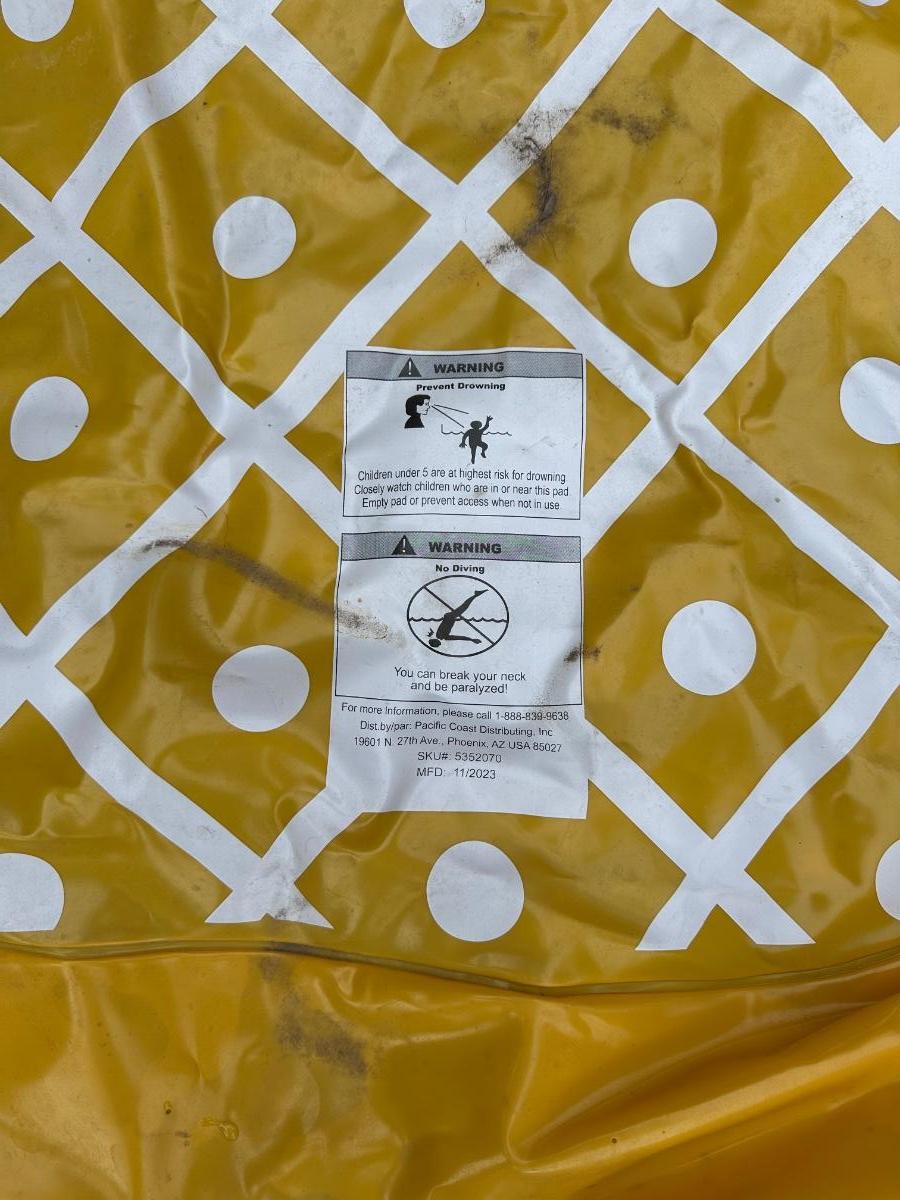 WARNING
Prevent Drowning
Children under 5 are at highest risk for drowning
Closely watch children who are in or near this pad.
Empty pad or prevent access when not in use.
WARNING
No Diving
You can break your neck
and be paralyzed!
For more Information, please call 1-888-839-9638
Dist.by/par: Pacific Coast Distributing, Inc
19601 N. 27th Ave., Phoenix, AZ USA 85027
SKU#: 5352070
MFD: 11/2023